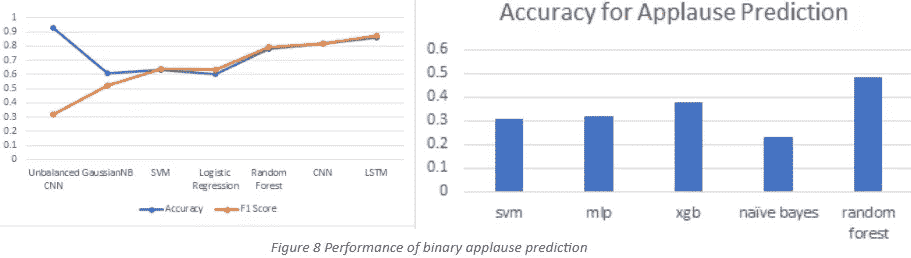 1
0.9
0.8
0.7
0.6
0.5
0.4
0.3
0.2
0.1
0
Unbalanced GaussianNB SVM Logistic Random CNN LSTM
CNN Regression Forest
Accuracy F1 Score
Accuracy for Applause Prediction
0.6
0.5
0.4
0.3
0.2
0.1
0
svm mlp xgb naïve bayes random
forest
Figure 8 Performance of binary applause prediction